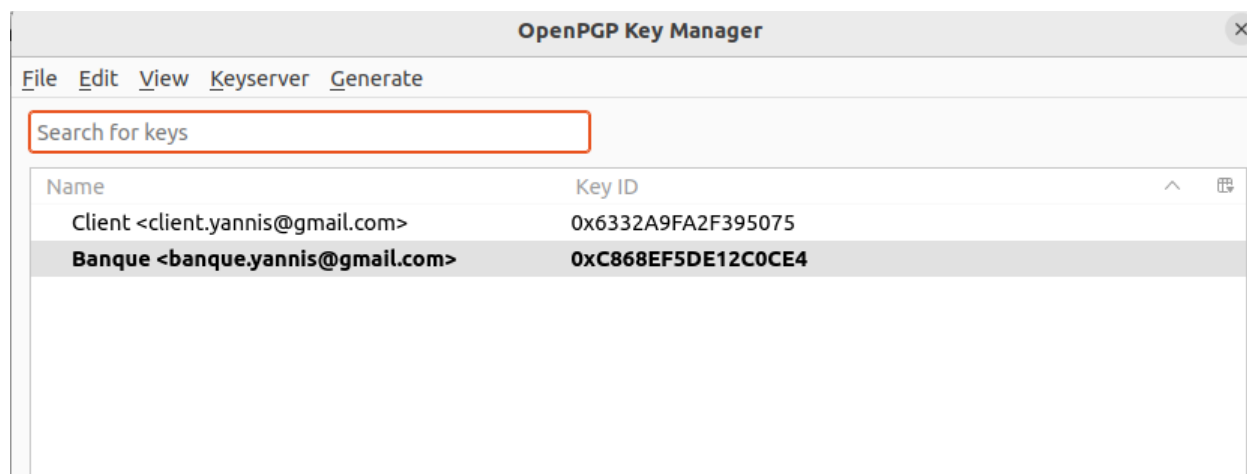 OpenPGP Key Manager
File Edit View Keyserver Generate
Search for keys
Name Key ID
Client <client.yannis@gmail.com> 0x6332A9FA2F395075
Banque <banque.yannis@gmail.com> 0xC868EF5DE12C0CE4